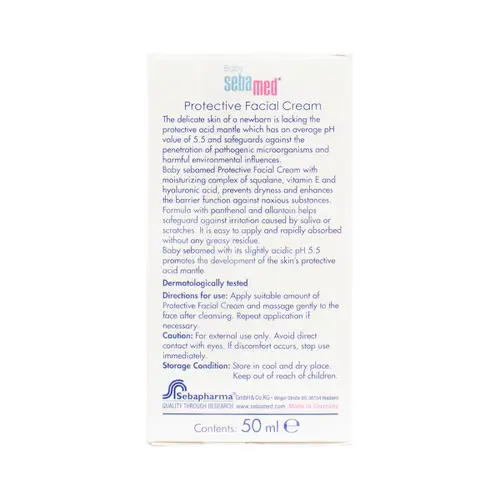 Baby
sebamed®
Protective Facial Cream
The delicate skin of a newborn is lacking the
protective acid mantle which has an average pH
value of 5.5 and safeguards against the
penetration of pathogenic microorganisms and
harmful environmental influences.
Baby sebamed Protective Facial Cream with
moisturizing complex of squalane, vitamin E and
hyaluronic acid, prevents dryness and enhances
the barrier function against noxious substances.
Formula with panthenol and allantoin helps
safeguard against irritation caused by saliva or
scratches. It is easy to apply and rapidly absorbed
without any greasy residue.
Baby sebamed with its slightly acidic pH 5.5
promotes the development of the skin's protective
acid mantle.
Dermatologically tested
Directions for use: Apply suitable amount of
Protective Facial Cream and massage gently to the
face after cleansing. Repeat application if
necessary.
Caution: For external use only. Avoid direct
contact with eyes. If discomfort occurs, stop use
immediately.
Storage Condition: Store in cool and dry place.
Keep out of reach of children.
Sebapharma® GmbH & Co.KG •
QUALITY THROUGH RESEARCH www.sebamed.com Made in Germany
Contents: 50 ml ℮